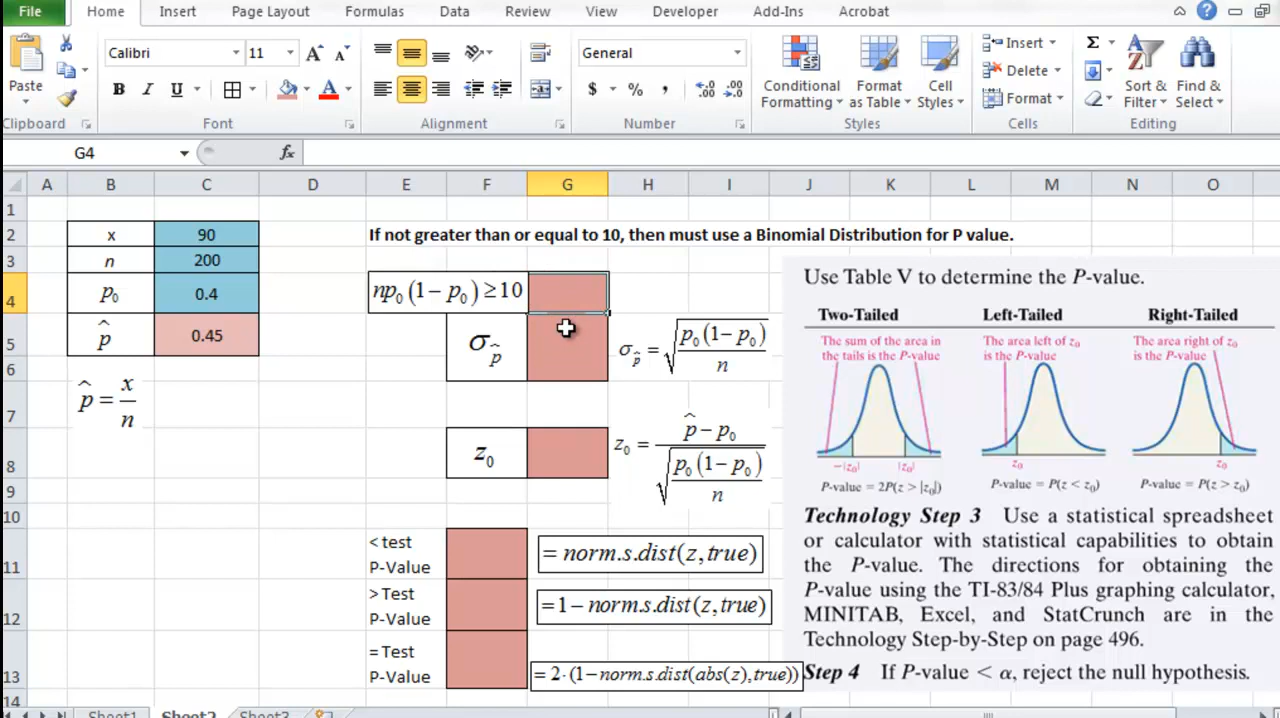 File Home Insert Page Layout Formulas Data Review View Developer Add-Ins Acrobat
Calibri 11 A A General Insert Σ
Paste B I U A $ % , .00 .0 Conditional Formatting Format as Table Cell Styles Delete Format Sort & Filter Find & Select
Clipboard Font Alignment Number Styles Cells Editing
G4 fx
A B C D E F G H I J K L M N O
1
2 x 90 If not greater than or equal to 10, then must use a Binomial Distribution for P value.
3 n 200
4 p₀ 0.4 np₀(1−p₀)≥10
5 p̂ 0.45 σp̂ σp̂ = √(p₀(1−p₀)/n)
6
7 p̂ = x/n
8 z₀ z₀ = (p̂ − p₀)/√(p₀(1−p₀)/n)
9
10
11 < test P-Value = norm.s.dist(z,true)
12 > Test P-Value =1−norm.s.dist(z,true)
13 = Test P-Value = 2·(1−norm.s.dist(abs(z),true))
14
Use Table V to determine the P-value.
Two-Tailed Left-Tailed Right-Tailed
The sum of the area in the tails is the P-value
The area left of z₀ is the P-value
The area right of z₀ is the P-value
−|z₀| |z₀| z₀ z₀
P-value = 2P(z > |z₀|) P-value = P(z < z₀) P-value = P(z > z₀)
Technology Step 3 Use a statistical spreadsheet
or calculator with statistical capabilities to obtain
the P-value. The directions for obtaining the
P-value using the TI-83/84 Plus graphing calculator,
MINITAB, Excel, and StatCrunch are in the
Technology Step-by-Step on page 496.
Step 4 If P-value < α, reject the null hypothesis.
Sheet1 Sheet2 Sheet3